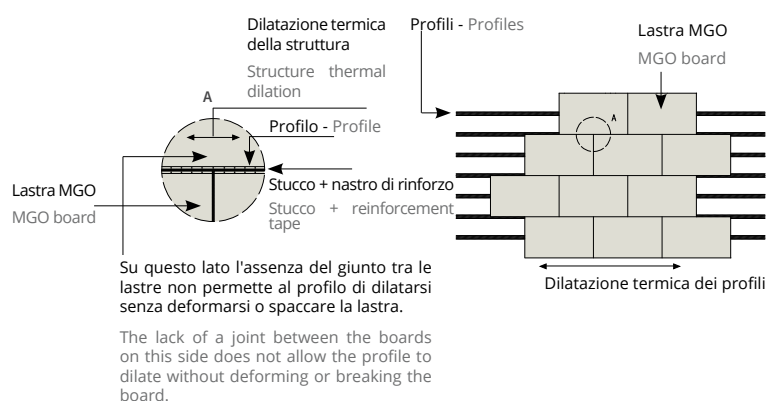 Dilatazione termica
della struttura
Structure thermal
dilation
A
Profilo - Profile
Lastra MGO
MGO board
Stucco + nastro di rinforzo
Stucco + reinforcement
tape
Su questo lato l'assenza del giunto tra le
lastre non permette al profilo di dilatarsi
senza deformarsi o spaccare la lastra.
The lack of a joint between the boards
on this side does not allow the profile to
dilate without deforming or breaking the
board.
Profili - Profiles
Lastra MGO
MGO board
A
Dilatazione termica dei profili